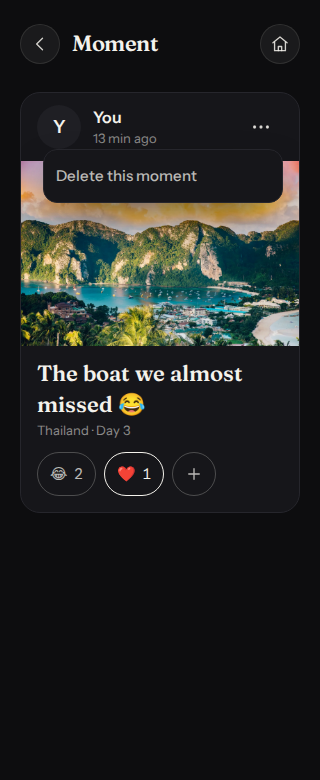 Moment
Y
You
13 min ago
Delete this moment
The boat we almost
missed 😂
Thailand · Day 3
😂 2
❤️ 1